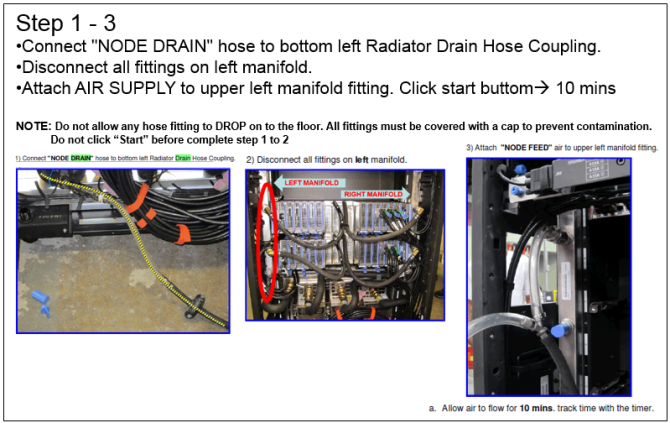 Step 1 - 3
•Connect "NODE DRAIN" hose to bottom left Radiator Drain Hose Coupling.
•Disconnect all fittings on left manifold.
•Attach AIR SUPPLY to upper left manifold fitting. Click start buttom→ 10 mins
NOTE: Do not allow any hose fitting to DROP on to the floor. All fittings must be covered with a cap to prevent contamination.
Do not click “Start” before complete step 1 to 2
1) Connect "NODE DRAIN" hose to bottom left Radiator Drain Hose Coupling.
2) Disconnect all fittings on left manifold.
LEFT MANIFOLD
RIGHT MANIFOLD
3) Attach "NODE FEED" air to upper left manifold fitting.
a. Allow air to flow for 10 mins. track time with the timer.